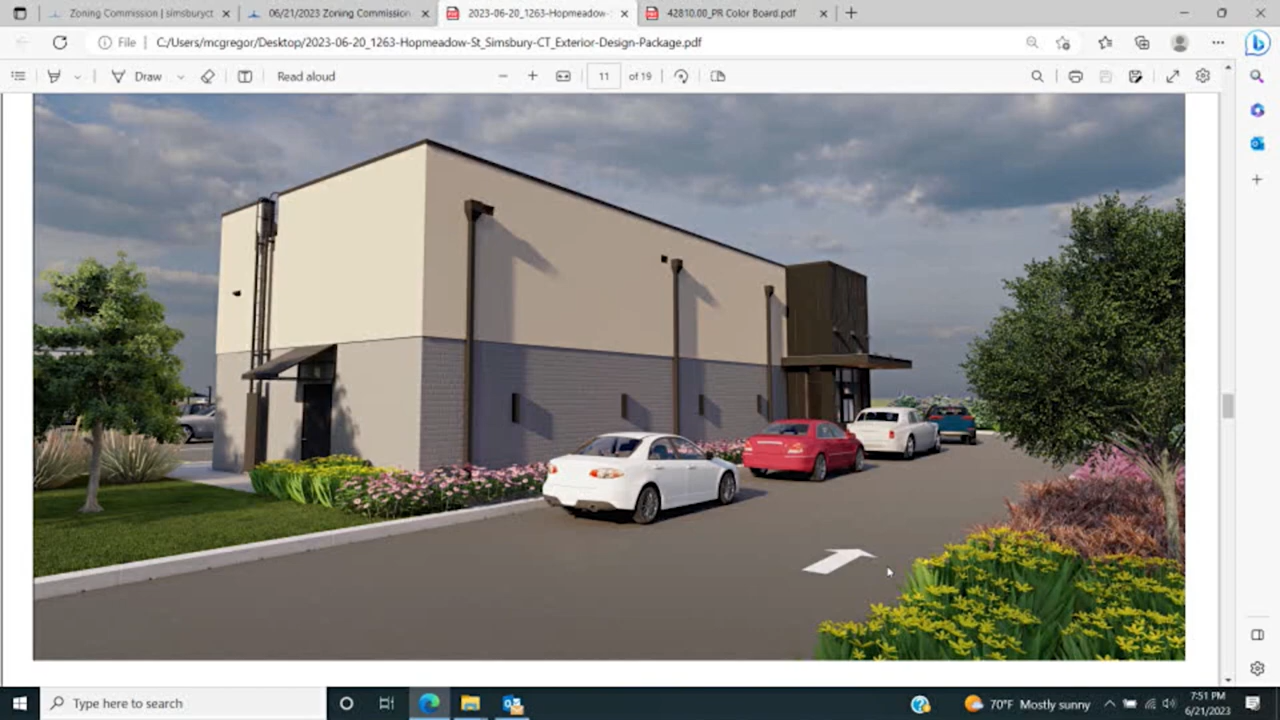 Zoning Commission | simsburyct
06/21/2023 Zoning Commission
2023-06-20_1263-Hopmeadow-
42810.00_PR Color Board.pdf
File
C:/Users/mcgregor/Desktop/2023-06-20_1263-Hopmeadow-St_Simsbury-CT_Exterior-Design-Package.pdf
Draw
Read aloud
11 of 19
Type here to search
70°F Mostly sunny
7:51 PM
6/21/2023